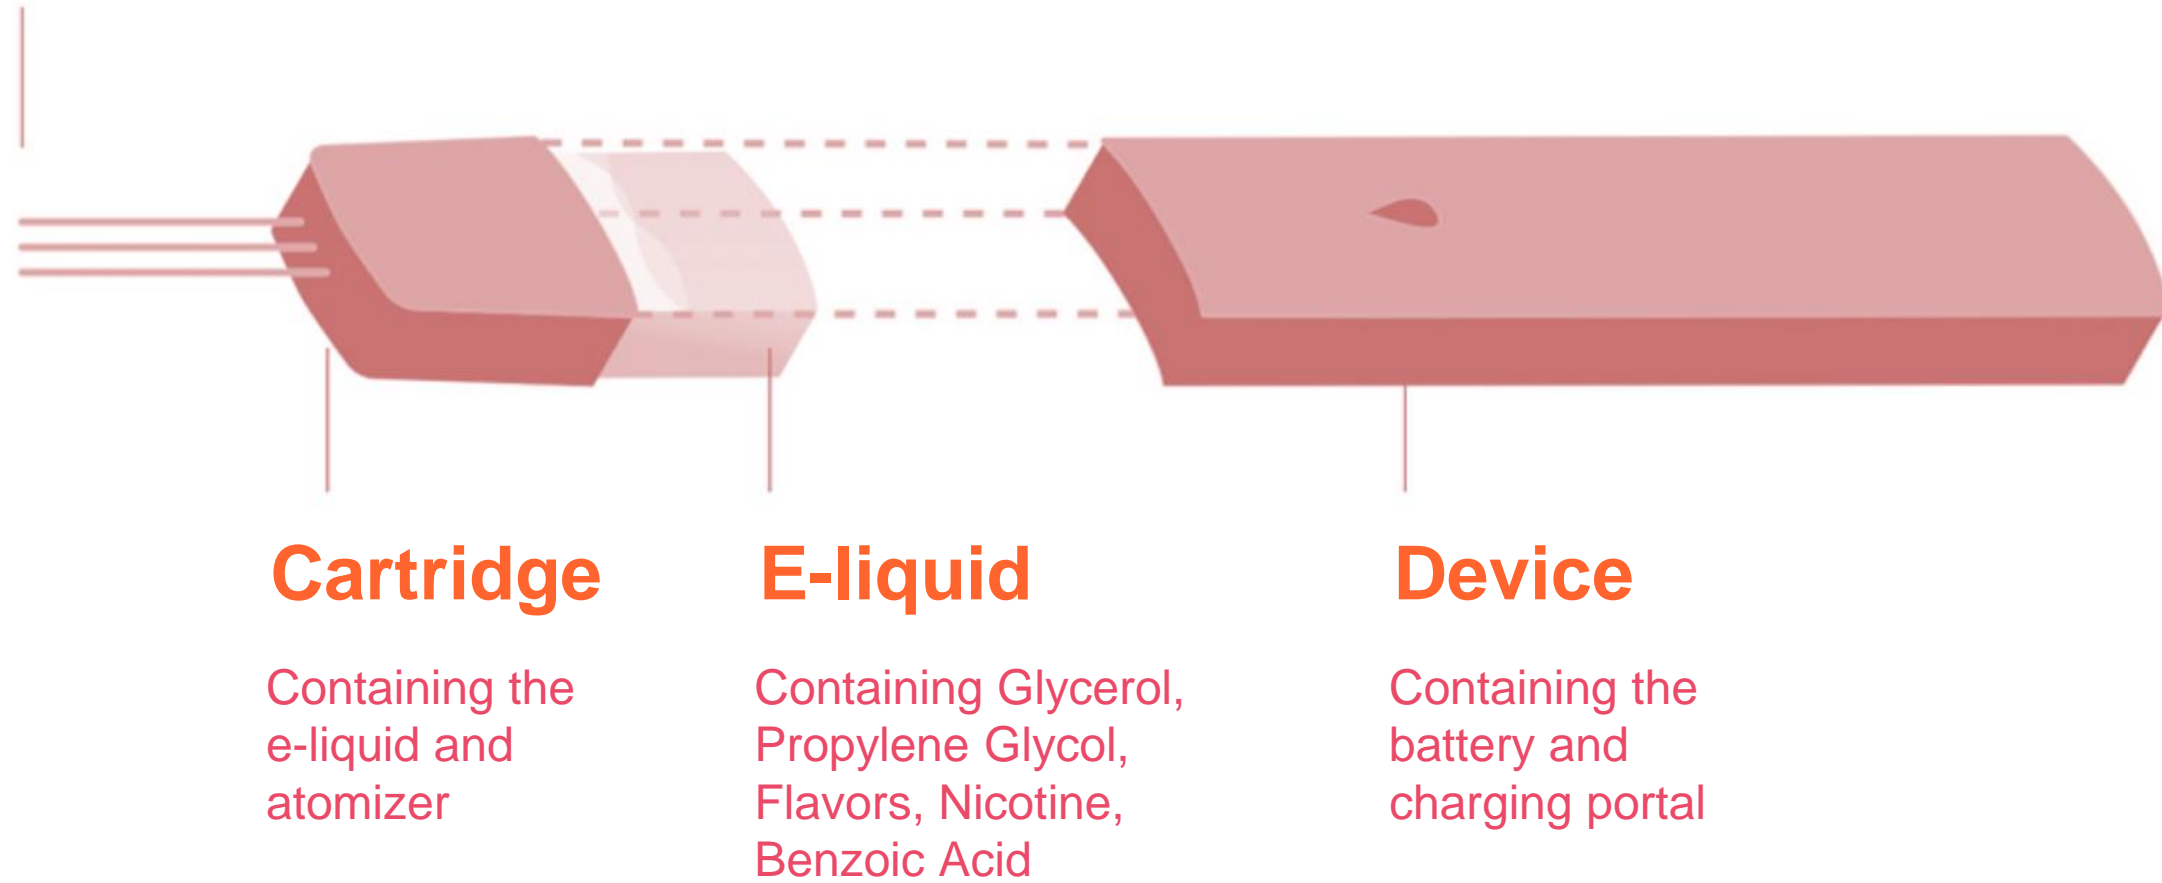 Cartridge
Containing the
e-liquid and
atomizer
E-liquid
Containing Glycerol,
Propylene Glycol,
Flavors, Nicotine,
Benzoic Acid
Device
Containing the
battery and
charging portal